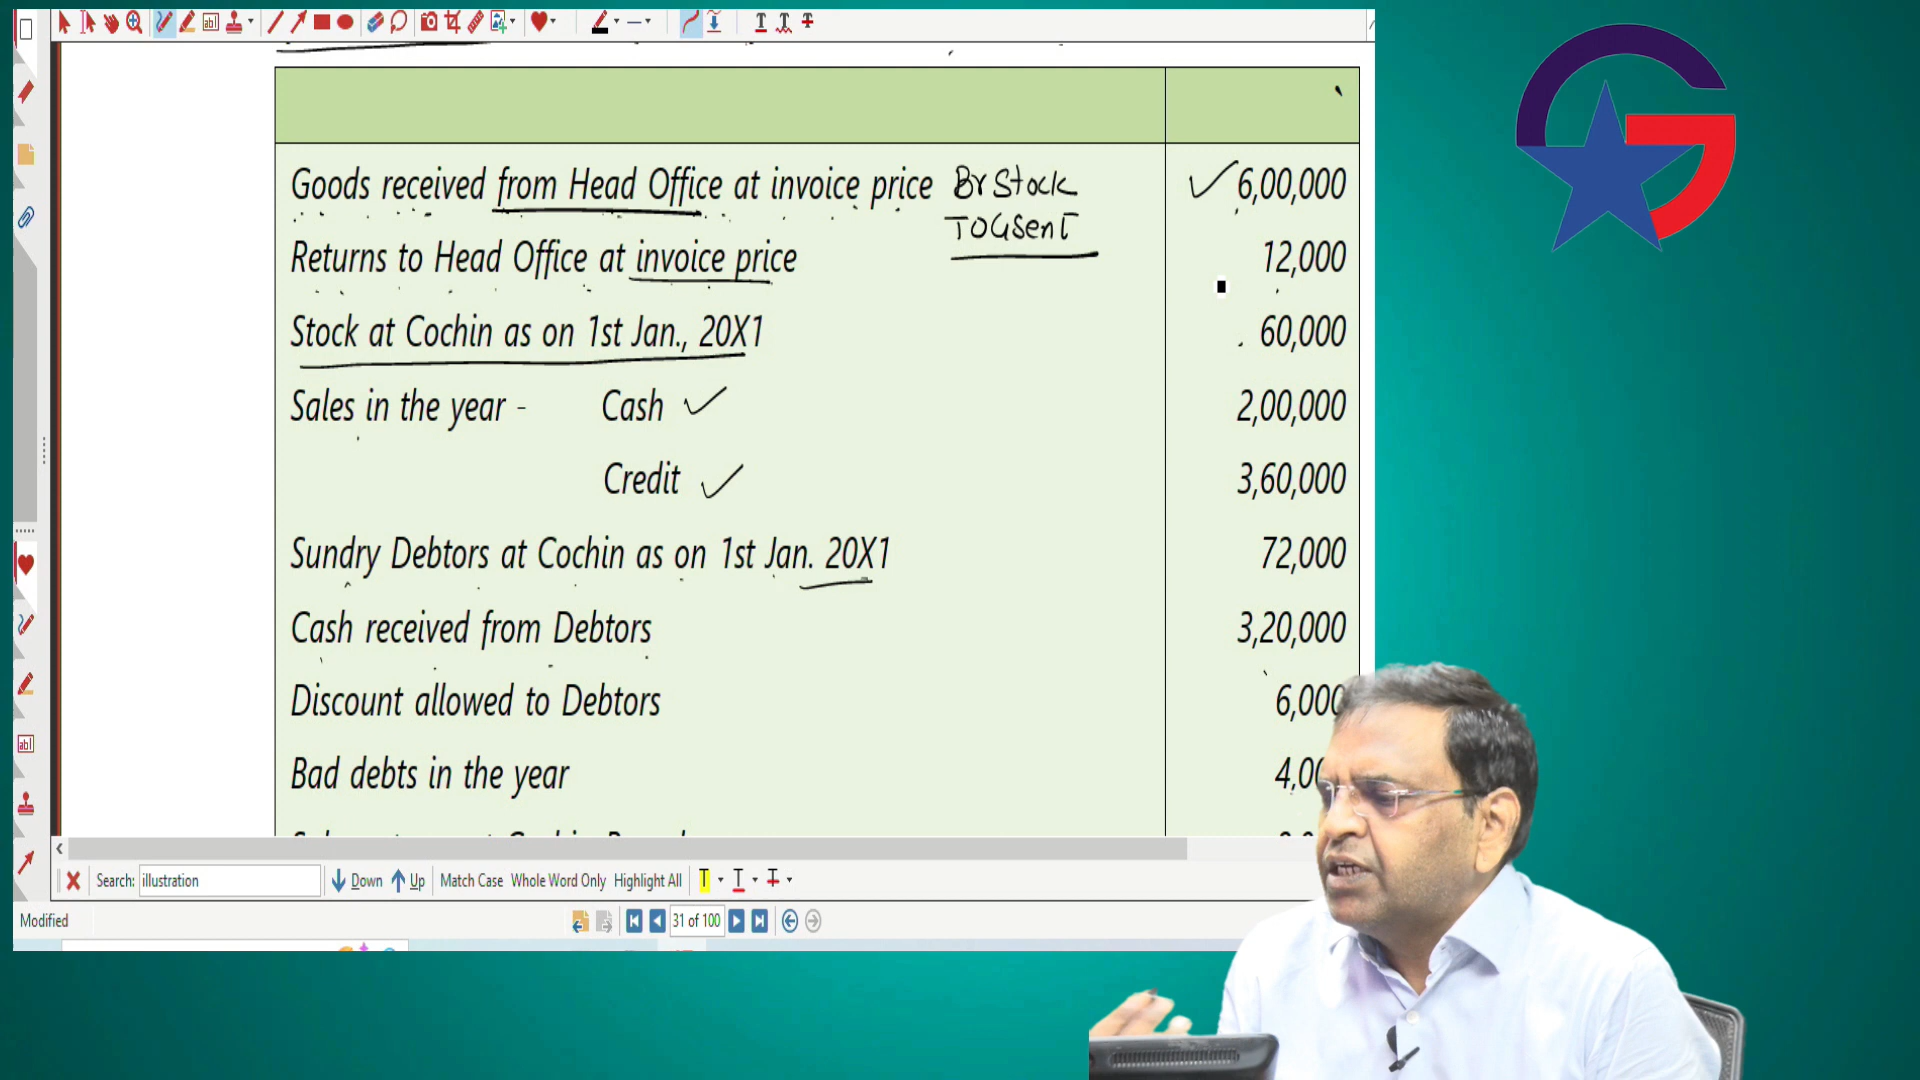 Goods received from Head Office at invoice price Br Stock 6,00,000
To G Sent
Returns to Head Office at invoice price 12,000
Stock at Cochin as on 1st Jan., 20X1 60,000
Sales in the year - Cash 2,00,000
Credit 3,60,000
Sundry Debtors at Cochin as on 1st Jan. 20X1 72,000
Cash received from Debtors 3,20,000
Discount allowed to Debtors 6,000
Bad debts in the year
Search: illustration Down Up Match Case Whole Word Only Highlight All
Modified 31 of 100